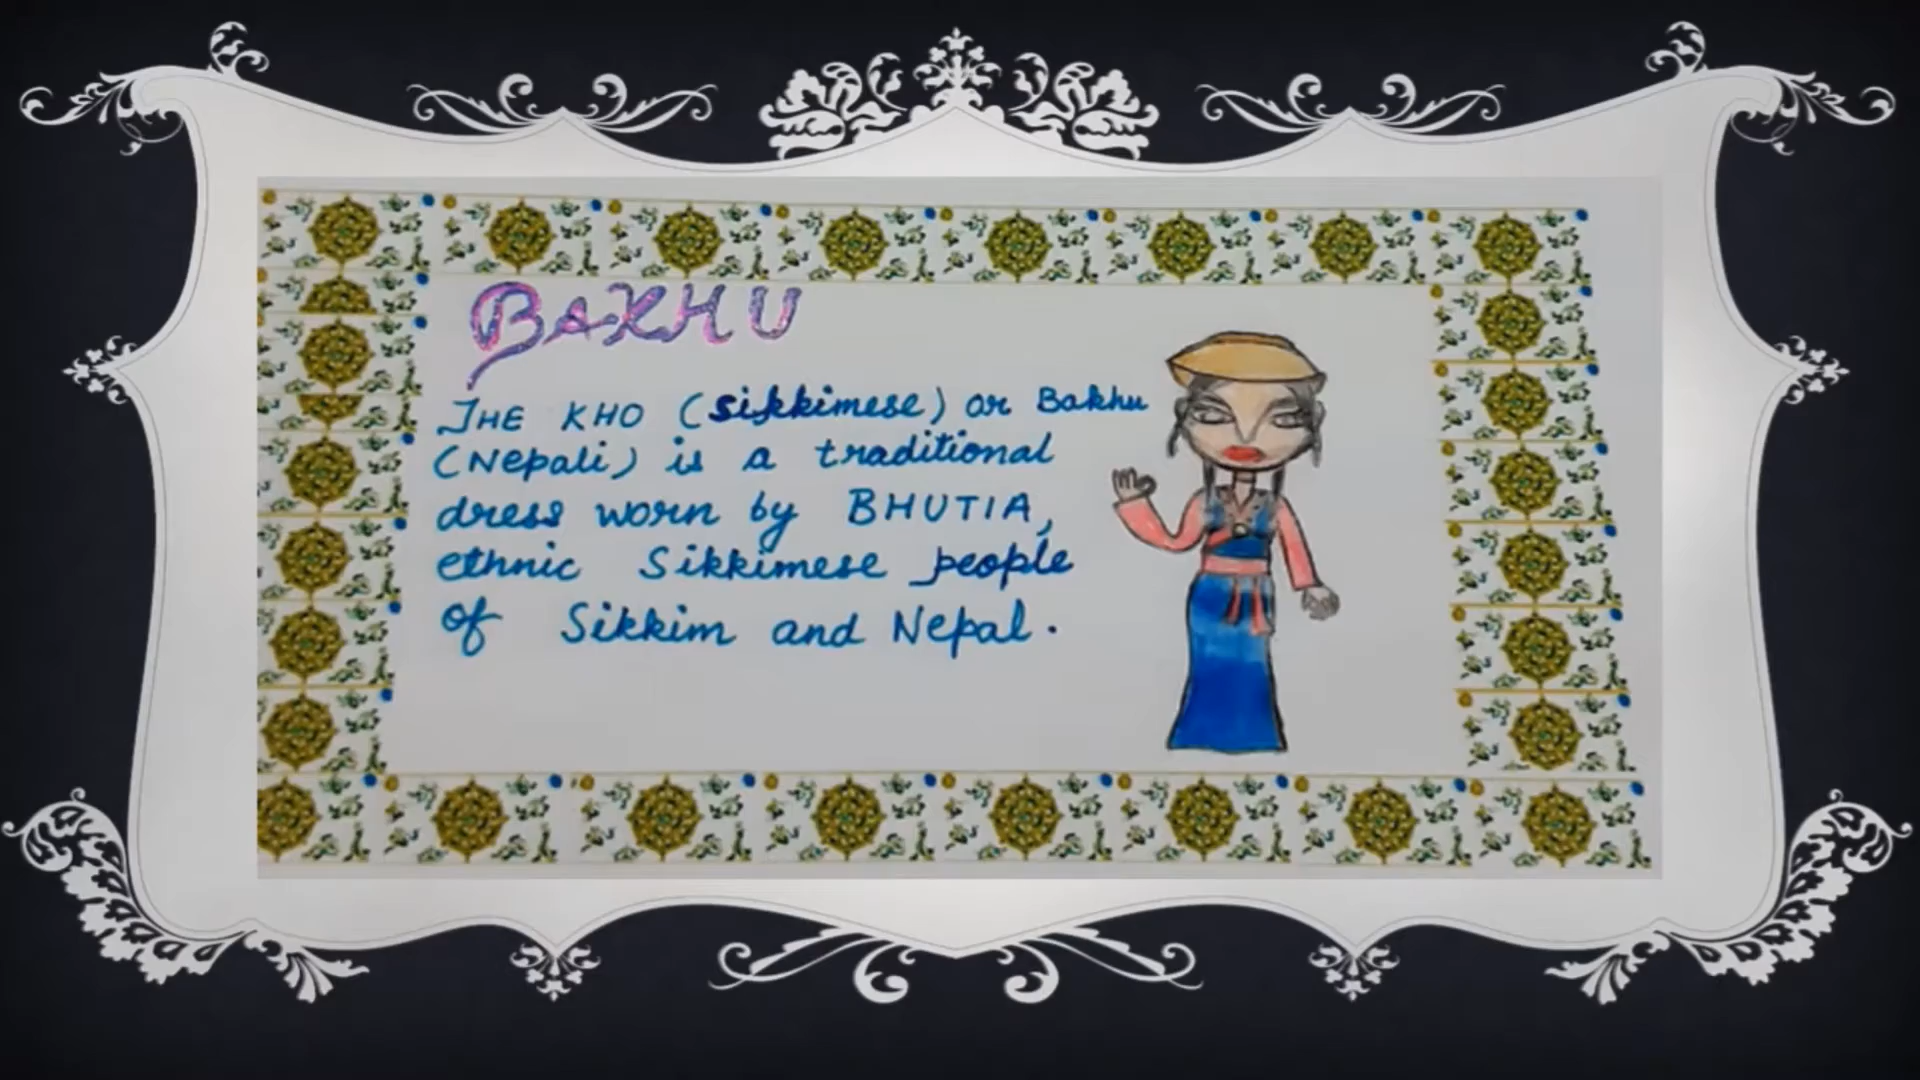 BAKHU
THE KHO (sikkimese) or Bakhu
(Nepali) is a traditional
dress worn by BHUTIA,
ethnic Sikkimese people
of Sikkim and Nepal.